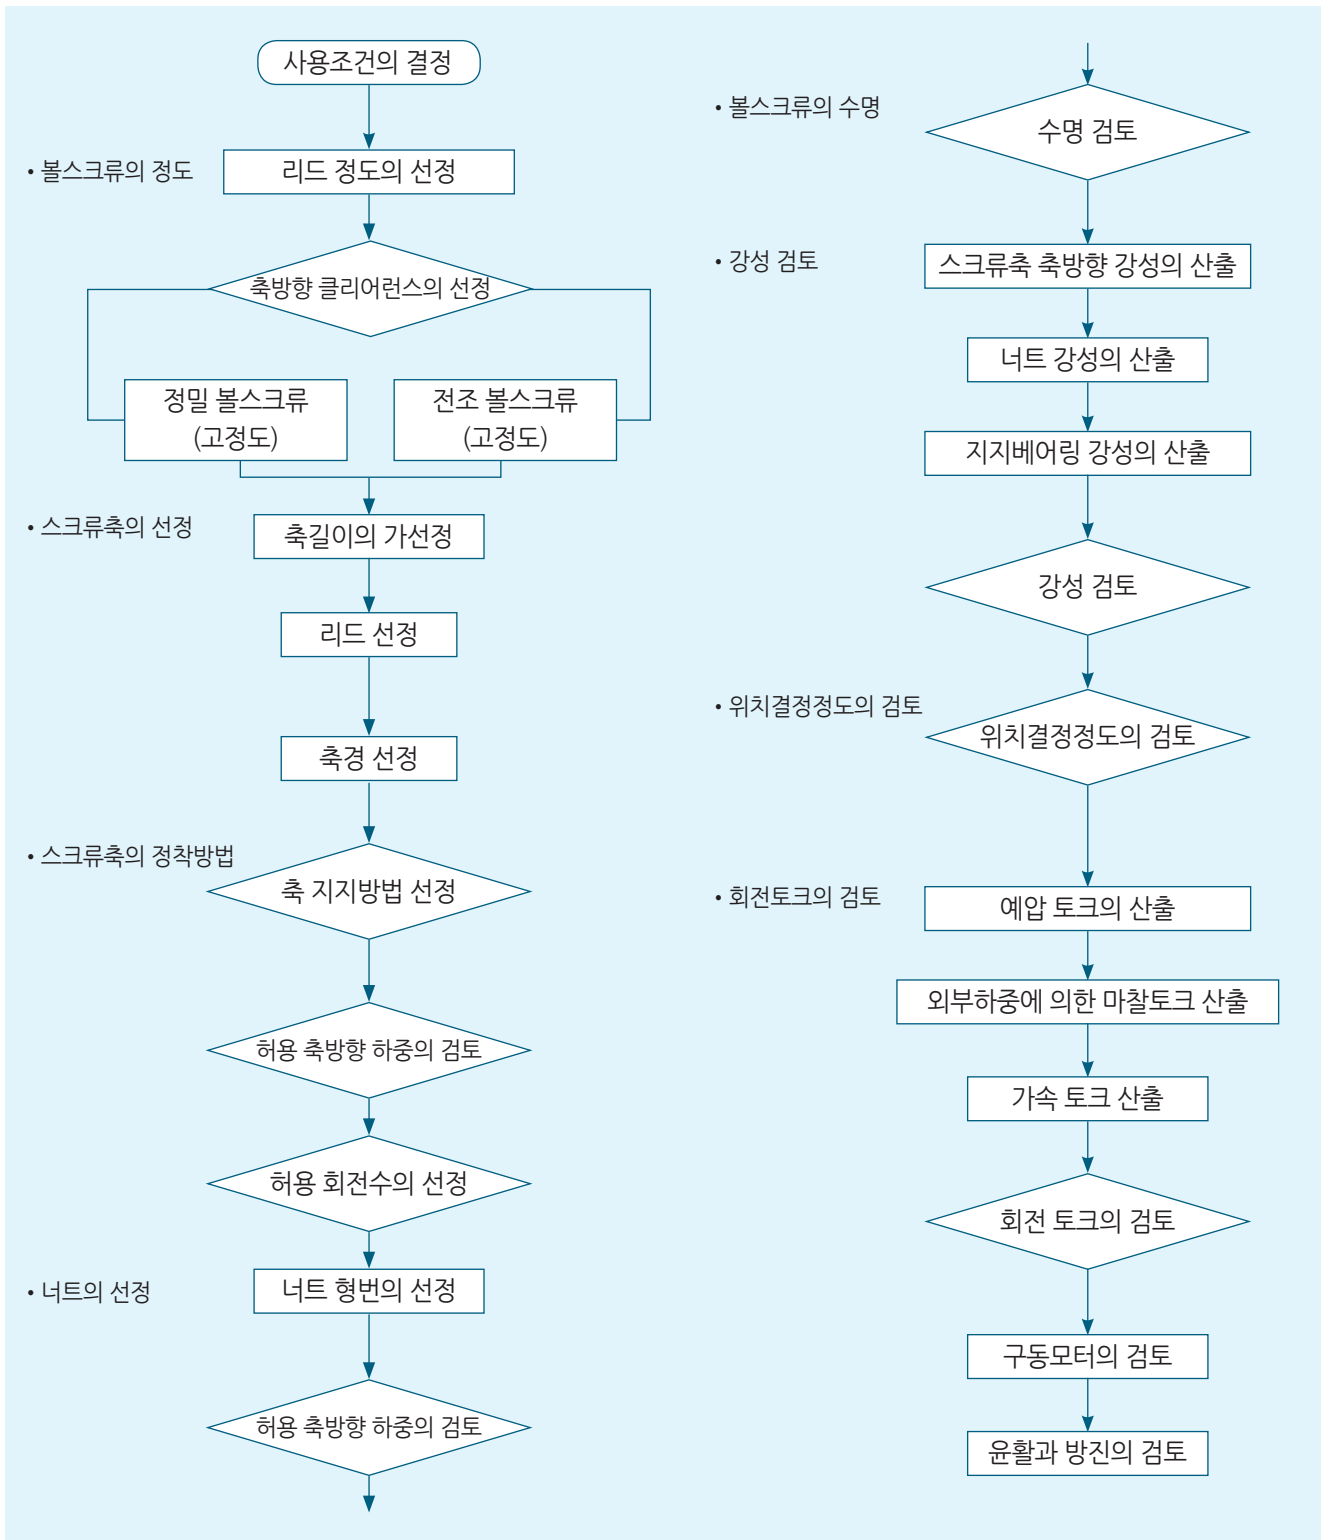 사용조건의 결정
• 볼스크류의 정도
리드 정도의 선정
축방향 클리어런스의 선정
정밀 볼스크류
(고정도)
전조 볼스크류
(고정도)
• 스크류축의 선정
축길이의 가선정
리드 선정
축경 선정
• 스크류축의 정착방법
축 지지방법 선정
허용 축방향 하중의 검토
허용 회전수의 선정
• 너트의 선정
너트 형번의 선정
허용 축방향 하중의 검토
• 볼스크류의 수명
수명 검토
• 강성 검토
스크류축 축방향 강성의 산출
너트 강성의 산출
지지베어링 강성의 산출
강성 검토
• 위치결정정도의 검토
위치결정정도의 검토
• 회전토크의 검토
예압 토크의 산출
외부하중에 의한 마찰토크 산출
가속 토크 산출
회전 토크의 검토
구동모터의 검토
윤활과 방진의 검토